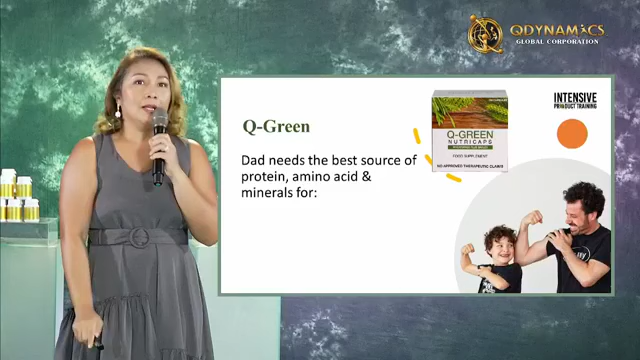 QDYNAMICS
GLOBAL CORPORATION
INTENSIVE
PRODUCT TRAINING
Q-GREEN
NUTRICAPS
FOOD SUPPLEMENT
NO APPROVED THERAPEUTIC CLAIMS
Q-Green
Dad needs the best source of
protein, amino acid &
minerals for: